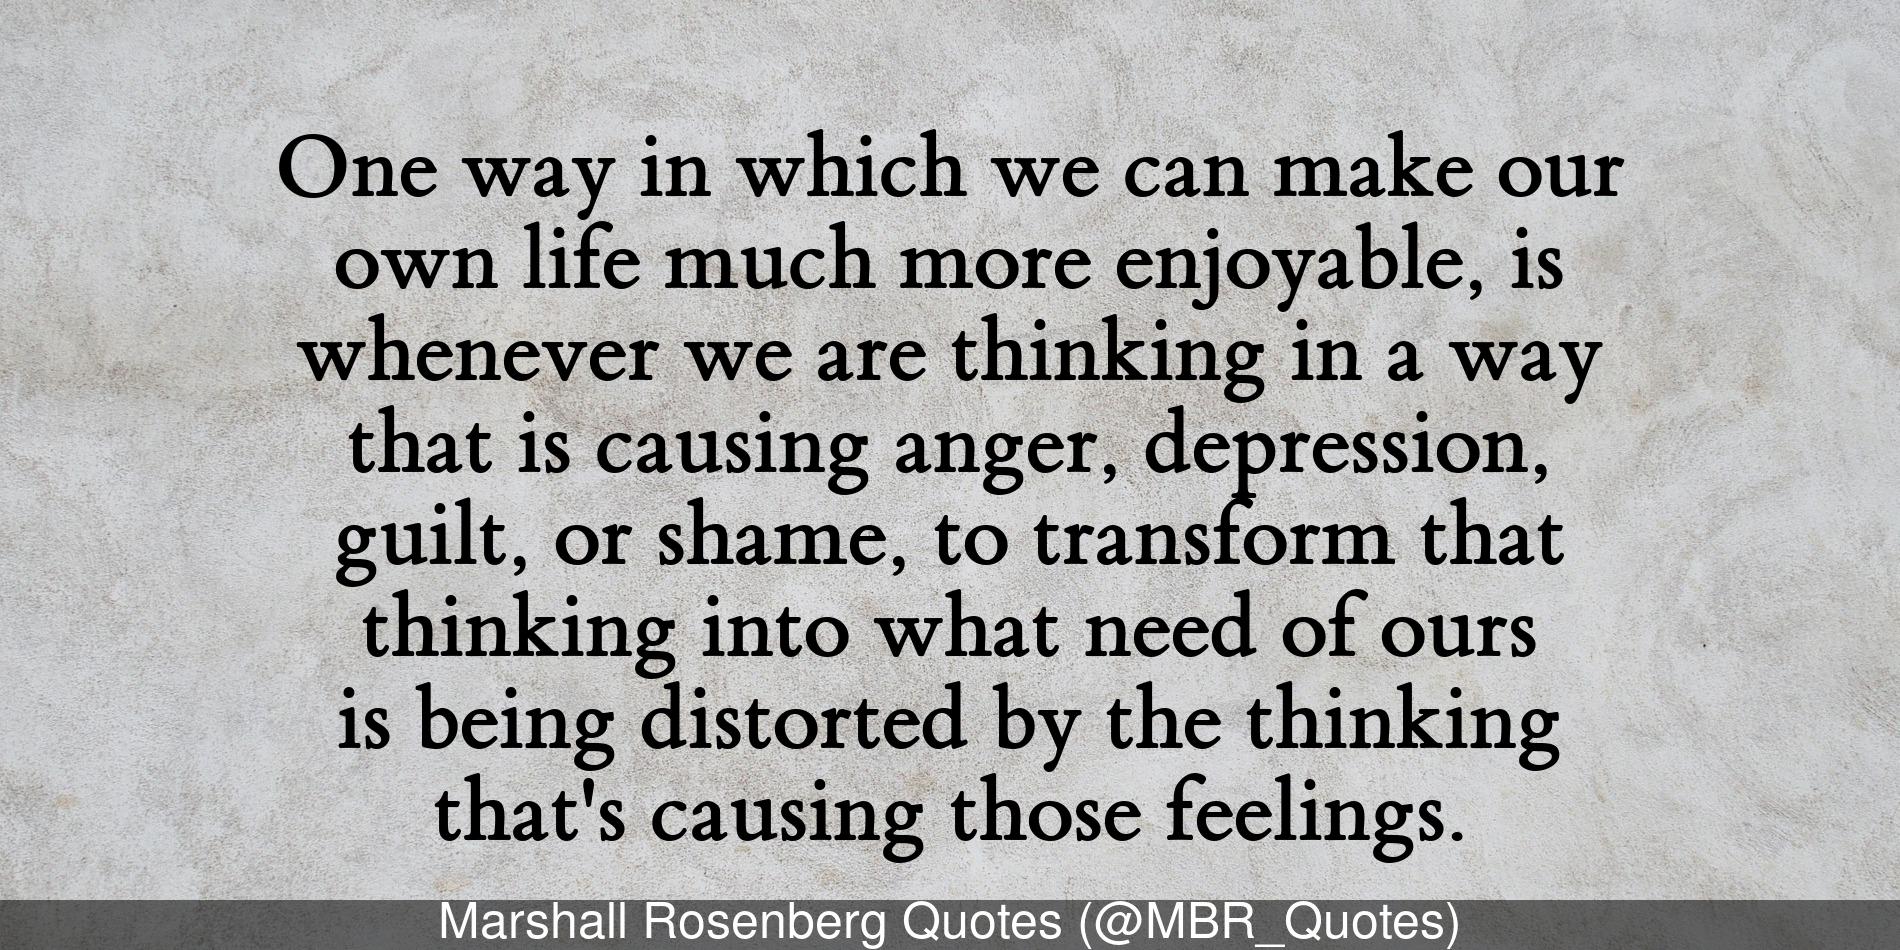 One way in which we can make our
own life much more enjoyable, is
whenever we are thinking in a way
that is causing anger, depression,
guilt, or shame, to transform that
thinking into what need of ours
is being distorted by the thinking
that's causing those feelings.
Marshall Rosenberg Quotes (@MBR_Quotes)